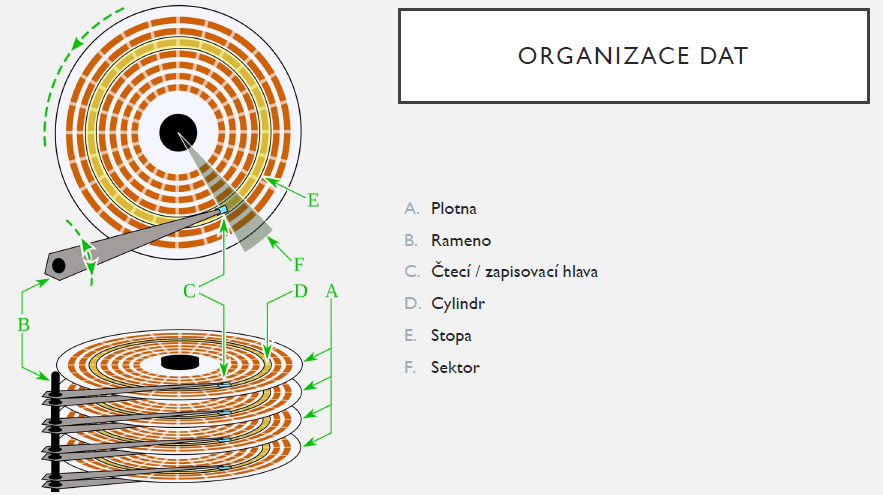 ORGANIZACE DAT
A. Plotna
B. Rameno
C. Čtecí / zapisovací hlava
D. Cylindr
E. Stopa
F. Sektor
E
F
C
D
A
B